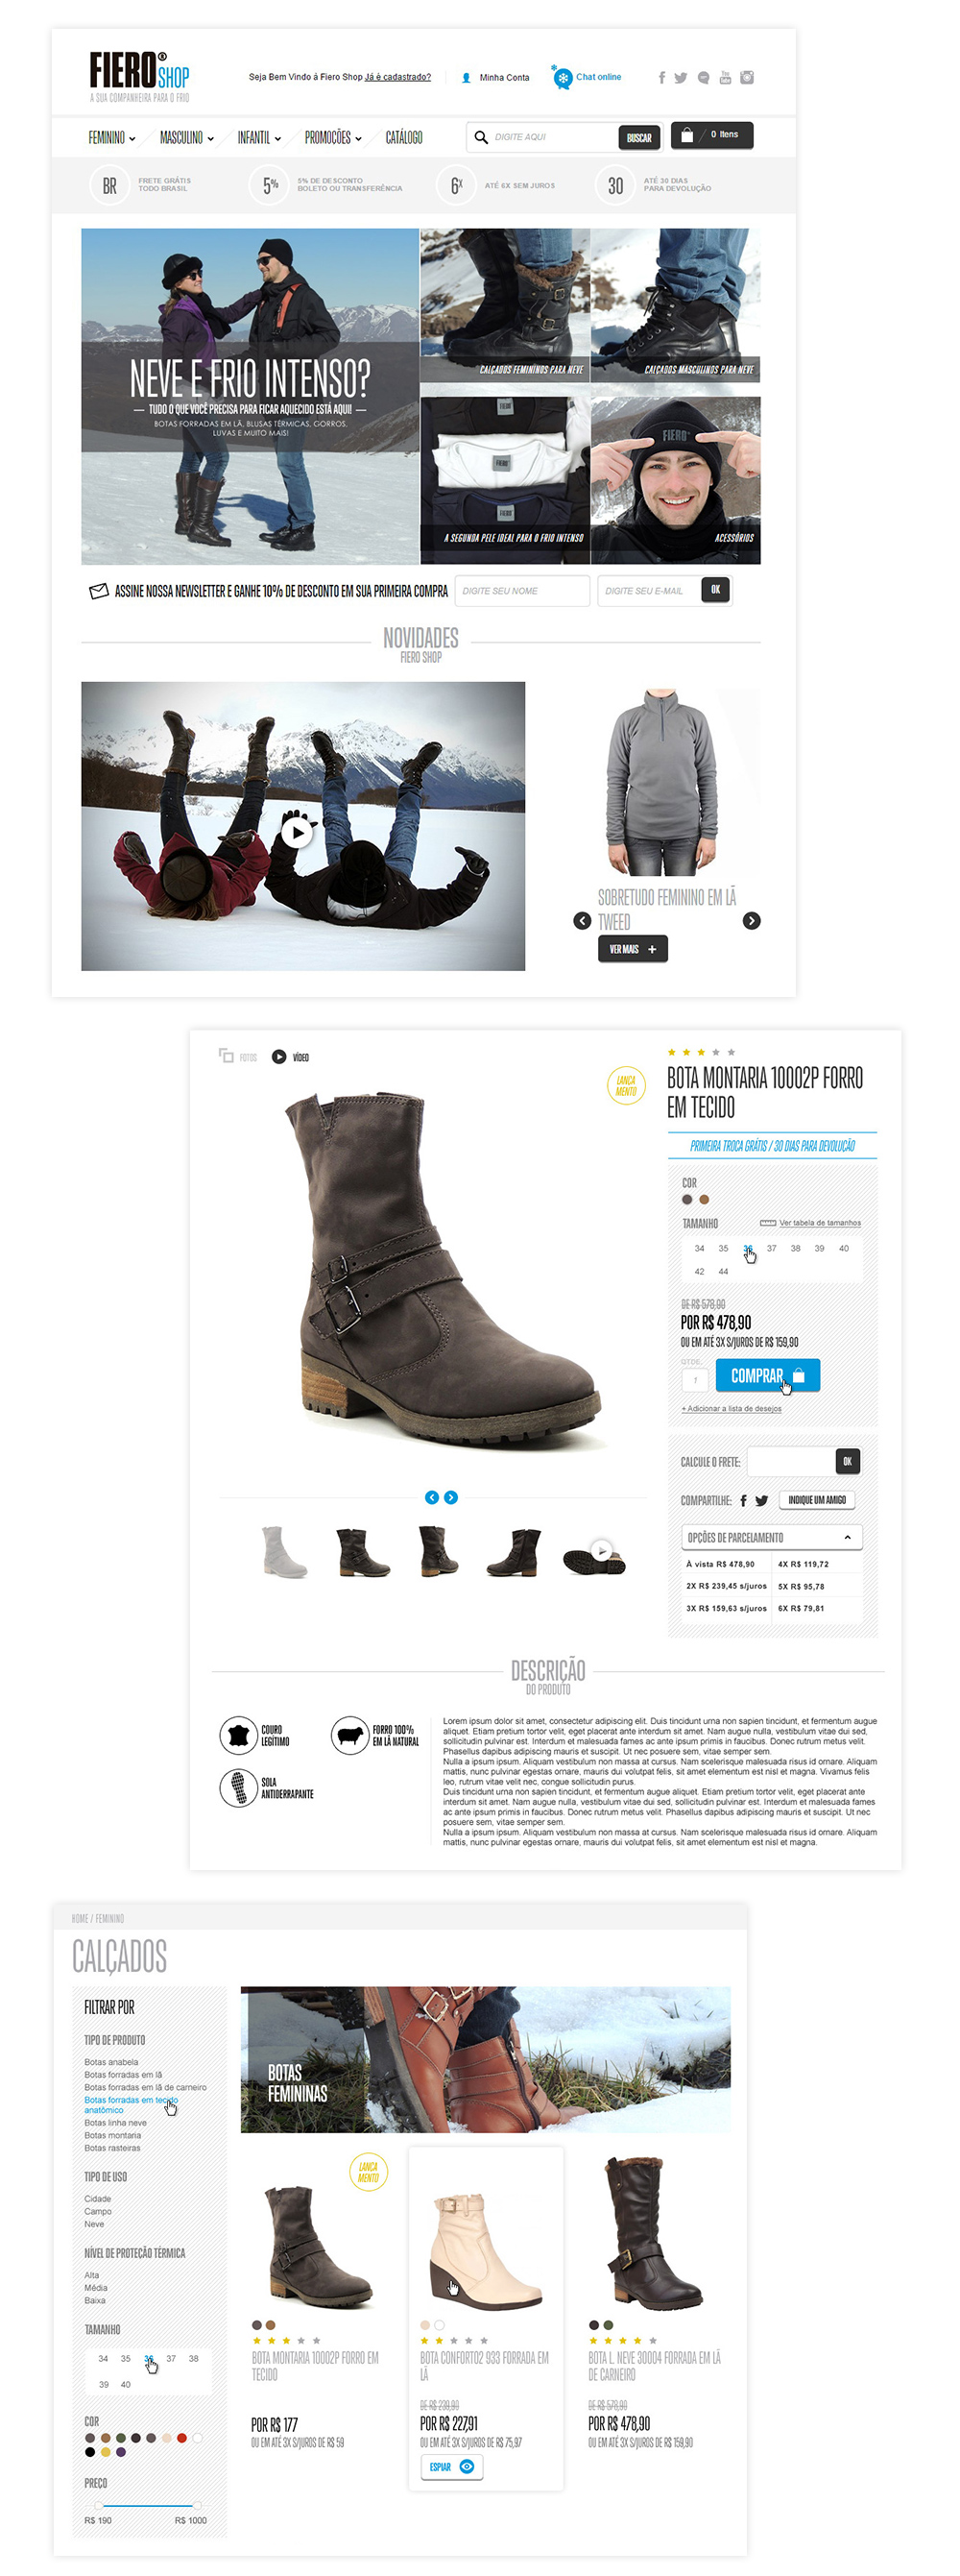 FIERO® SHOP
A SUA COMPANHEIRA PARA O FRIO
Seja Bem Vindo á Fiero Shop Já é cadastrado?
Minha Conta
Chat online
FEMININO
MASCULINO
INFANTIL
PROMOÇÕES
CATÁLOGO
DIGITE AQUI
BUSCAR
0 Itens
BR
FRETE GRÁTIS
TODO BRASIL
5%
5% DE DESCONTO
BOLETO OU TRANSFERÊNCIA
6X
ATÉ 6X SEM JUROS
30
ATÉ 30 DIAS
PARA DEVOLUÇÃO
NEVE E FRIO INTENSO?
TUDO O QUE VOCÊ PRECISA PARA FICAR AQUECIDO ESTÁ AQUI!
BOTAS FORRADAS EM LÃ, BLUSAS TÉRMICAS, GORROS,
LUVAS E MUITO MAIS!
CALÇADOS FEMININOS PARA NEVE
CALÇADOS MASCULINOS PARA NEVE
FIERO
FIERO
FIERO
FIERO
A SEGUNDA PELE IDEAL PARA O FRIO INTENSO
ACESSÓRIOS
ASSINE NOSSA NEWSLETTER E GANHE 10% DE DESCONTO EM SUA PRIMEIRA COMPRA
DIGITE SEU NOME
DIGITE SEU E-MAIL
OK
NOVIDADES
FIERO SHOP
SOBRETUDO FEMININO EM LÃ
TWEED
VER MAIS +
FOTOS
VÍDEO
LANÇA
MENTO
BOTA MONTARIA 10002P FORRO
EM TECIDO
PRIMEIRA TROCA GRÁTIS / 30 DIAS PARA DEVOLUÇÃO
COR
TAMANHO
Ver tabela de tamanhos
34 35 36 37 38 39 40
42 44
DE R$ 578,90
POR R$ 478,90
OU EM ATÉ 3X S/JUROS DE R$ 159,90
QTDE.
1
COMPRAR
+ Adicionar a lista de desejos
CALCULE O FRETE:
OK
COMPARTILHE:
INDIQUE UM AMIGO
OPÇÕES DE PARCELAMENTO
À vista R$ 478,90
4X R$ 119,72
2X R$ 239,45 s/juros
5X R$ 95,78
3X R$ 159,63 s/juros
6X R$ 79,81
DESCRIÇÃO
DO PRODUTO
COURO
LEGÍTIMO
FORRO 100%
EM LÃ NATURAL
SOLA
ANTIDERRAPANTE
Lorem ipsum dolor sit amet, consectetur adipiscing elit. Duis tincidunt urna non sapien tincidunt, et fermentum augue
aliquet. Etiam pretium tortor velit, eget placerat ante interdum sit amet. Nam augue nulla, vestibulum vitae dui sed,
sollicitudin pulvinar est. Interdum et malesuada fames ac ante ipsum primis in faucibus. Donec rutrum metus velit.
Phasellus dapibus adipiscing mauris et suscipit. Ut nec posuere sem, vitae semper sem.
Nulla a ipsum ipsum. Aliquam vestibulum non massa at cursus. Nam scelerisque malesuada risus id ornare. Aliquam
mattis, nunc pulvinar egestas ornare, mauris dui volutpat felis, sit amet elementum est nisl et magna. Vivamus felis
leo, rutrum vitae velit nec, congue sollicitudin purus.
Duis tincidunt urna non sapien tincidunt, et fermentum augue aliquet. Etiam pretium tortor velit, eget placerat ante
interdum sit amet. Nam augue nulla, vestibulum vitae dui sed, sollicitudin pulvinar est. Interdum et malesuada fames
ac ante ipsum primis in faucibus. Donec rutrum metus velit. Phasellus dapibus adipiscing mauris et suscipit. Ut nec
posuere sem, vitae semper sem.
Nulla a ipsum ipsum. Aliquam vestibulum non massa at cursus. Nam scelerisque malesuada risus id ornare. Aliquam
mattis, nunc pulvinar egestas ornare, mauris dui volutpat felis, sit amet elementum est nisl et magna.
HOME / FEMININO
CALÇADOS
FILTRAR POR
TIPO DE PRODUTO
Botas anabela
Botas forradas em lã
Botas forradas em lã de carneiro
Botas forradas em tecido
anatômico
Botas linha neve
Botas montaria
Botas rasteiras
TIPO DE USO
Cidade
Campo
Neve
NÍVEL DE PROTEÇÃO TÉRMICA
Alta
Média
Baixa
TAMANHO
34 35 36 37 38
39 40
COR
PREÇO
R$ 190
R$ 1000
BOTAS
FEMININAS
LANÇA
MENTO
BOTA MONTARIA 10002P FORRO EM
TECIDO
POR R$ 177
OU EM ATÉ 3X S/JUROS DE R$ 59
BOTA CONFORTO2 933 FORRADA EM
LÃ
DE R$ 239,90
POR R$ 227,91
OU EM ATÉ 3X S/JUROS DE R$ 75,97
ESPIAR
BOTA L. NEVE 30004 FORRADA EM LÃ
DE CARNEIRO
DE R$ 578,90
POR R$ 478,90
OU EM ATÉ 3X S/JUROS DE R$ 159,90